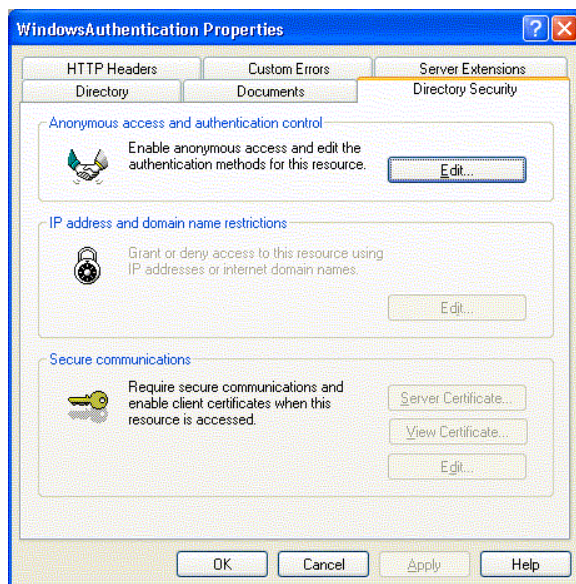 WindowsAuthentication Properties
HTTP Headers
Custom Errors
Server Extensions
Directory
Documents
Directory Security
Anonymous access and authentication control
Enable anonymous access and edit the
authentication methods for this resource.
Edit...
IP address and domain name restrictions
Grant or deny access to this resource using
IP addresses or internet domain names.
Edit...
Secure communications
Require secure communications and
enable client certificates when this
resource is accessed.
Server Certificate...
View Certificate...
Edit...
OK
Cancel
Apply
Help